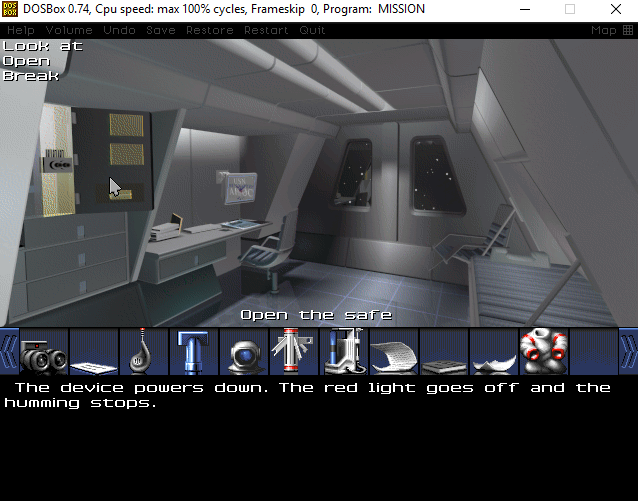 DOSBox 0.74, Cpu speed: max 100% cycles, Frameskip 0, Program: MISSION
Help Volume Undo Save Restore Restart Quit Map
Look at
Open
Break
Open the safe
The device powers down. The red light goes off and the
humming stops.